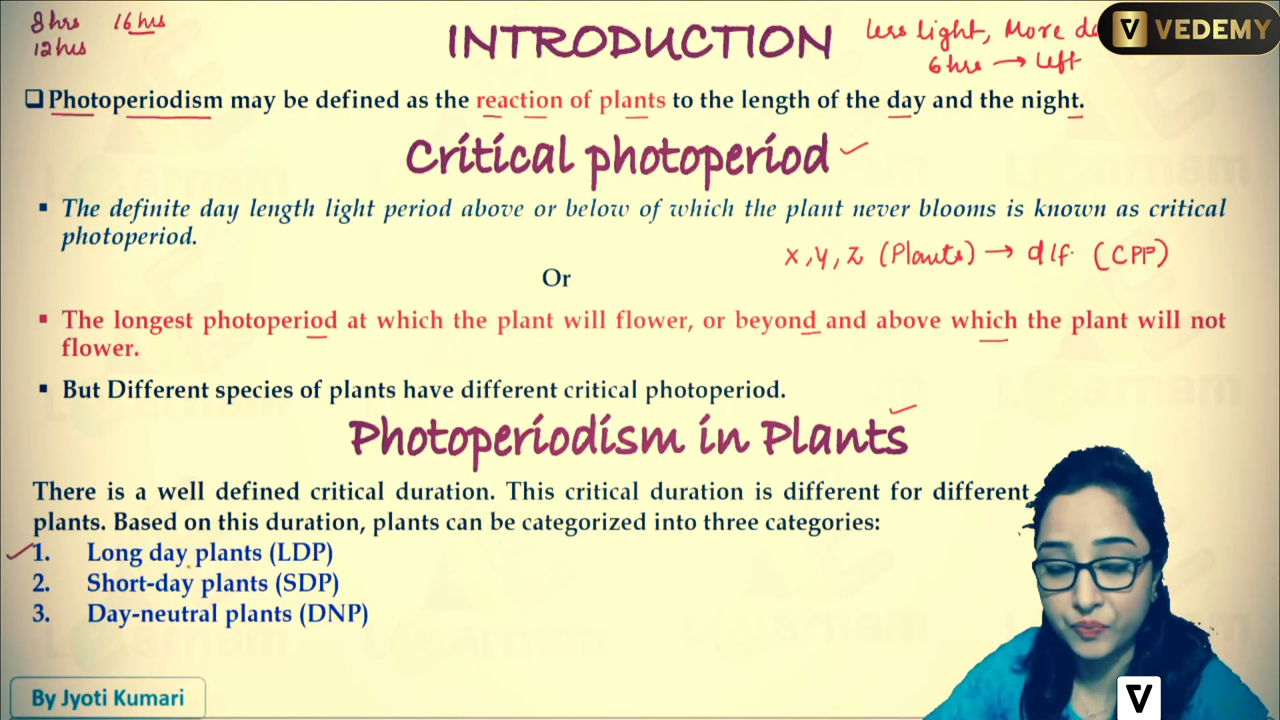 8 hrs 16 hrs
12 hrs
INTRODUCTION
less light, More
6 hrs → left
VEDEMY
❑ Photoperiodism may be defined as the reaction of plants to the length of the day and the night.
Critical photoperiod
▪ The definite day length light period above or below of which the plant never blooms is known as critical
photoperiod.
x, y, z (Plants) → dif. (CPP)
Or
▪ The longest photoperiod at which the plant will flower, or beyond and above which the plant will not
flower.
▪ But Different species of plants have different critical photoperiod.
Photoperiodism in Plants
There is a well defined critical duration. This critical duration is different for different
plants. Based on this duration, plants can be categorized into three categories:
1. Long day plants (LDP)
2. Short-day plants (SDP)
3. Day-neutral plants (DNP)
By Jyoti Kumari